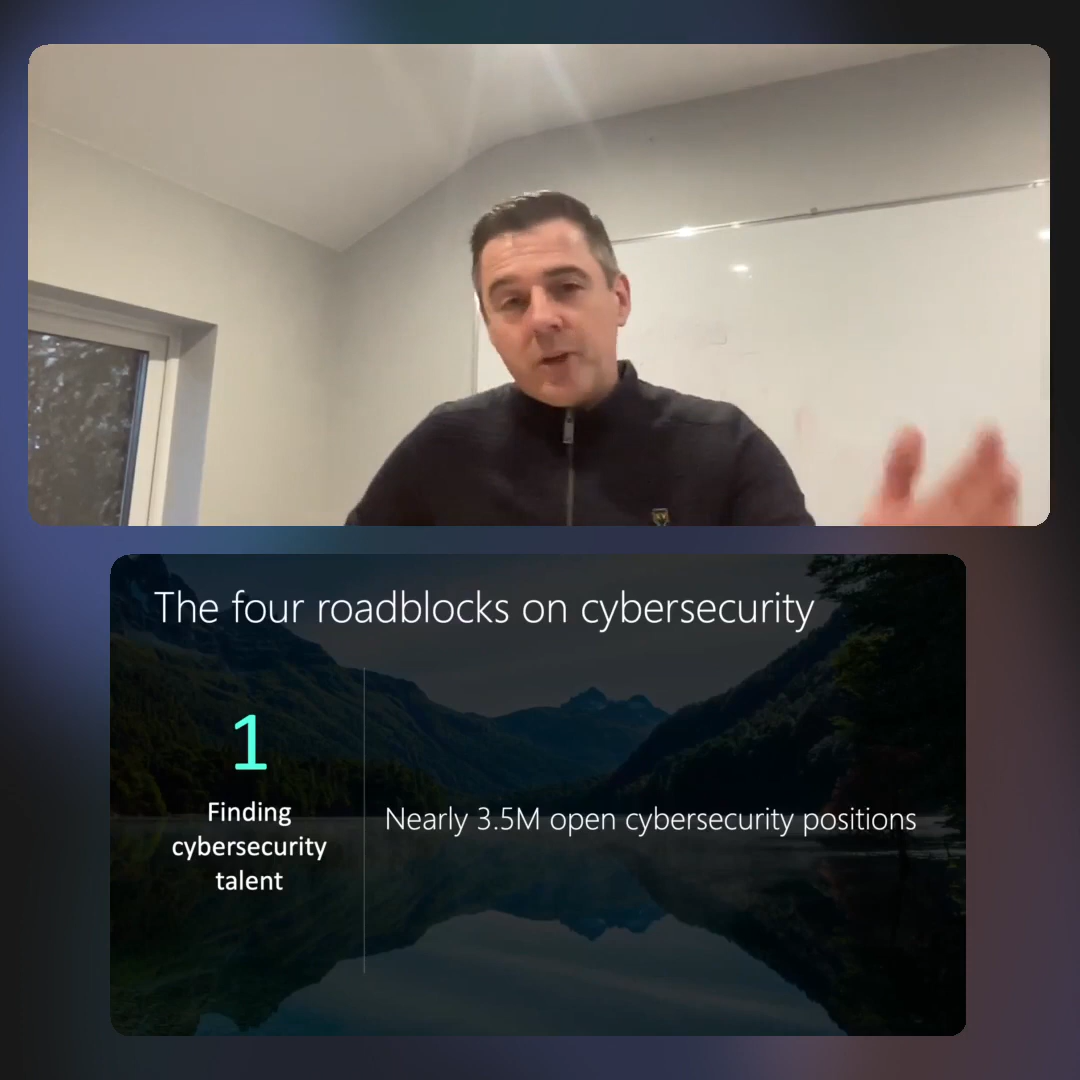 The four roadblocks on cybersecurity
1
Finding
cybersecurity
talent
Nearly 3.5M open cybersecurity positions